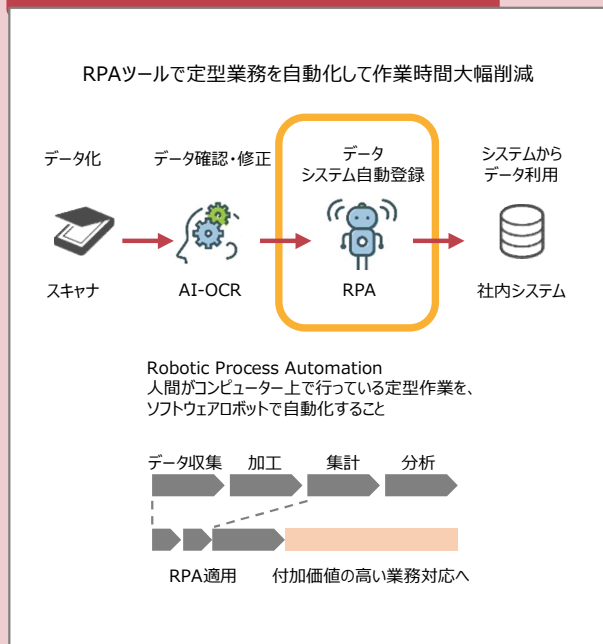 RPAツールで定型業務を自動化して作業時間大幅削減
データ化
データ確認・修正
データ
システム自動登録
システムから
データ利用
スキャナ
AI-OCR
RPA
社内システム
Robotic Process Automation
人間がコンピューター上で行っている定型作業を、
ソフトウェアロボットで自動化すること
データ収集
加工
集計
分析
RPA適用
付加価値の高い業務対応へ